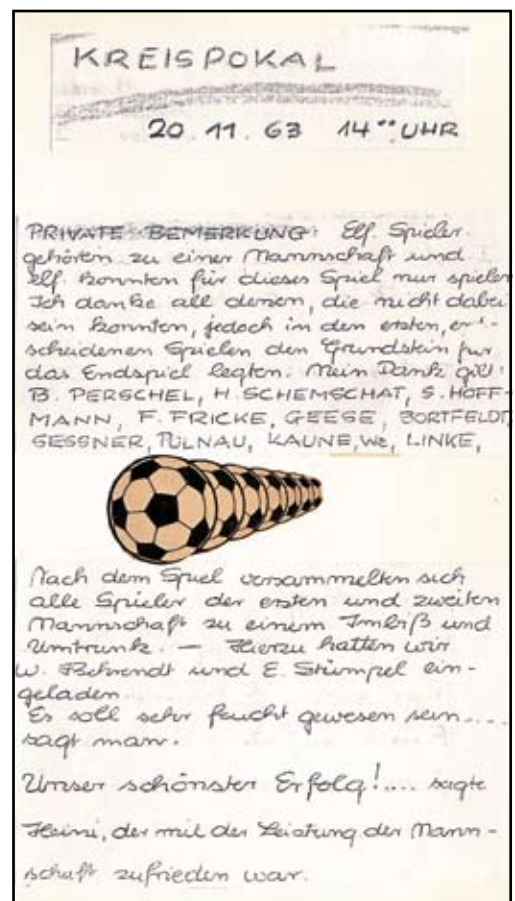 KREISPOKAL
20.11.63 14°° UHR
PRIVATE BEMERKUNG: Elf Spieler
gehören zu einer Mannschaft und
elf konnten für dieses Spiel nur spielen
Ich danke all denen, die nicht dabei
sein konnten, jedoch in den ersten, ent-
scheidenen Spielen den Grundstein für
das Endspiel legten. Mein Dank gilt:
B. PERSCHEL, H. SCHEMSCHAT, S. HOFF-
MANN, F. FRICKE, GEESE, BORTFELDT,
GESSNER, KAUNE, LINKE,
Nach dem Spiel versammelten sich
alle Spieler der ersten und zweiten
Mannschaft zu einem Imbiß und
Umtrunk. — Hierzu hatten wir
W. Behrendt und E. Stümpel ein-
geladen.
Es soll sehr feucht gewesen sein....
sagt man.
Unser schönster Erfolg!.... sagte
Heini, der mit der Leistung der Mann-
schaft zufrieden war.